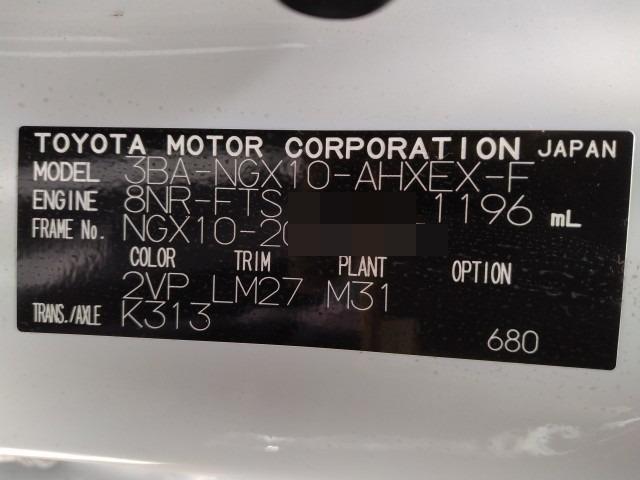 TOYOTA MOTOR CORPORATION JAPAN
MODEL 3BA-NGX10-AHXEX-F
ENGINE 8NR-FTS 1196 mL
FRAME No. NGX10-20
COLOR TRIM PLANT OPTION
2VP LM27 M31
TRANS./AXLE K313
680